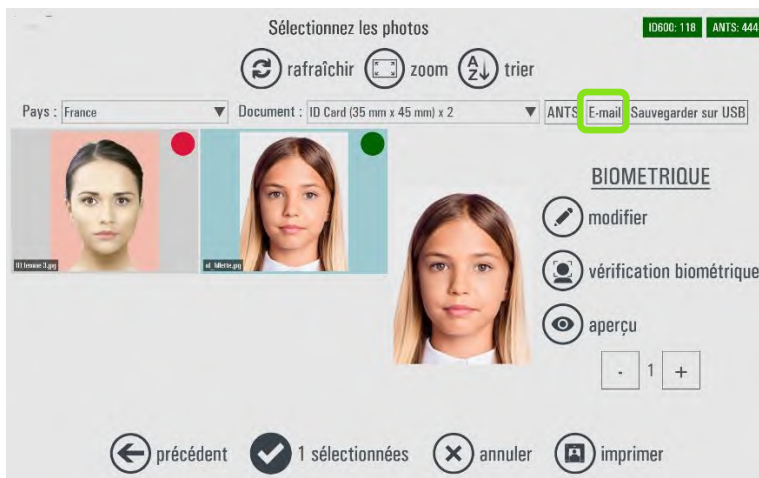 Sélectionnez les photos
ID600: 118 ANTS: 444
rafraîchir zoom A Z trier
Pays : France Document : ID Card (35 mm x 45 mm) x 2 ANTS E-mail Sauvegarder sur USB
BIOMETRIQUE
modifier
vérification biométrique
aperçu
- 1 +
précédent 1 sélectionnées annuler imprimer